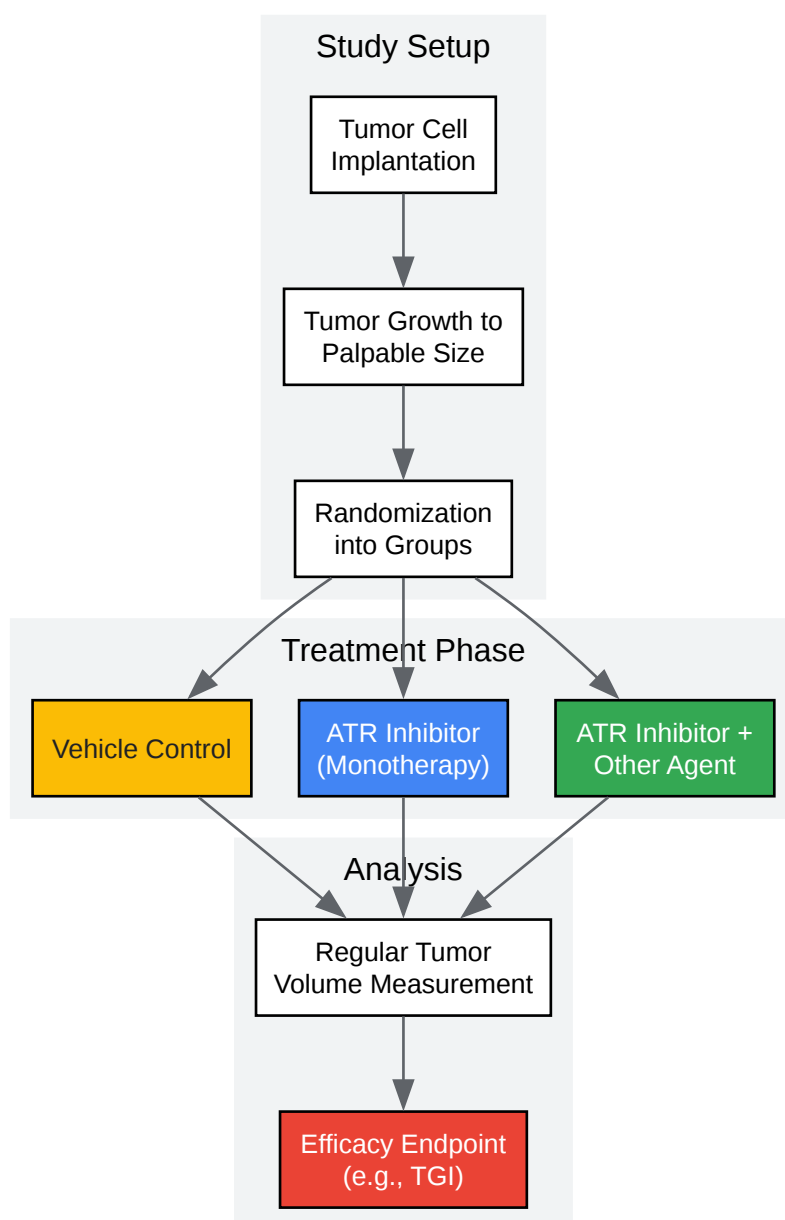 Study Setup
Tumor Cell
Implantation
Tumor Growth to
Palpable Size
Randomization
into Groups
Treatment Phase
Vehicle Control
ATR Inhibitor
(Monotherapy)
ATR Inhibitor +
Other Agent
Analysis
Regular Tumor
Volume Measurement
Efficacy Endpoint
(e.g., TGI)